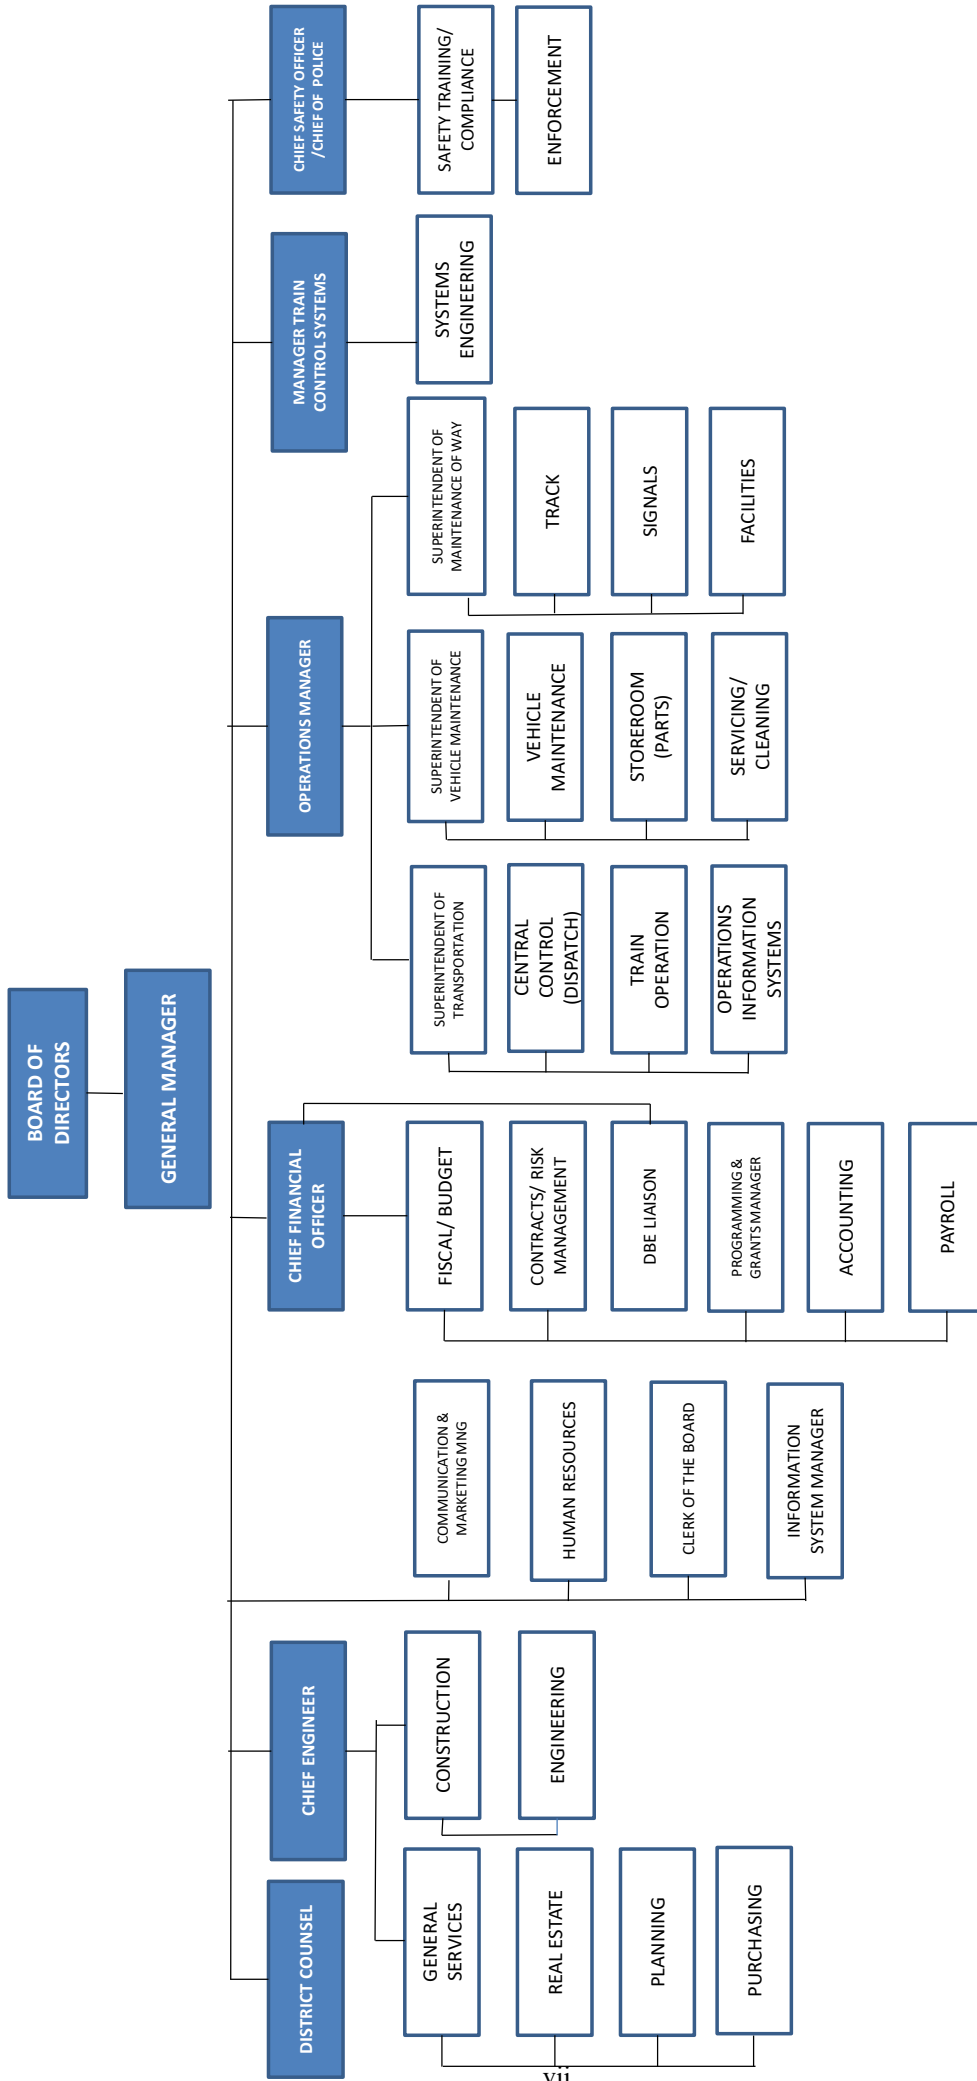 BOARD OF
DIRECTORS
GENERAL MANAGER
DISTRICT COUNSEL
CHIEF ENGINEER
CHIEF FINANCIAL
OFFICER
OPERATIONS MANAGER
MANAGER TRAIN
CONTROL SYSTEMS
CHIEF SAFETY OFFICER
/CHIEF OF POLICE
GENERAL
SERVICES
REAL ESTATE
PLANNING
PURCHASING
CONSTRUCTION
ENGINEERING
COMMUNICATION &
MARKETING MNG
HUMAN RESOURCES
CLERK OF THE BOARD
INFORMATION
SYSTEM MANAGER
FISCAL/ BUDGET
CONTRACTS/ RISK
MANAGEMENT
DBE LIAISON
PROGRAMMING &
GRANTS MANAGER
ACCOUNTING
PAYROLL
SUPERINTENDENT OF
TRANSPORTATION
CENTRAL
CONTROL
(DISPATCH)
TRAIN
OPERATION
OPERATIONS
INFORMATION
SYSTEMS
SUPERINTENDENT OF
VEHICLE MAINTENANCE
VEHICLE
MAINTENANCE
STOREROOM
(PARTS)
SERVICING/
CLEANING
SUPERINTENDENT OF
MAINTENANCE OF WAY
TRACK
SIGNALS
FACILITIES
SYSTEMS
ENGINEERING
SAFETY TRAINING/
COMPLIANCE
ENFORCEMENT
vii